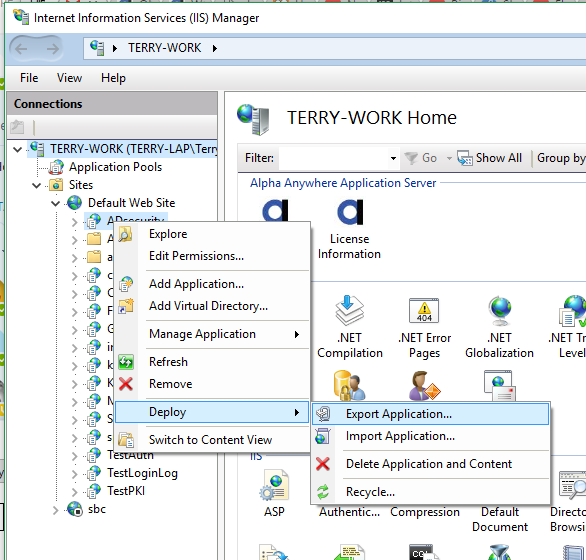 Internet Information Services (IIS) Manager
TERRY-WORK
File View Help
Connections
TERRY-WORK (TERRY-LAP\Terry
Application Pools
Sites
Default Web Site
ADsecurity
TestAuth
TestLoginLog
TestPKI
sbc
Explore
Edit Permissions...
Add Application...
Add Virtual Directory...
Manage Application
Refresh
Remove
Deploy
Switch to Content View
Export Application...
Import Application...
Delete Application and Content
Recycle...
TERRY-WORK Home
Filter: Go Show All Group by
Alpha Anywhere Application Server
License
Information
.NET
Compilation
.NET Error
Pages
.NET
Globalization
.NET Tr
Level
404
IIS
ASP
Authentic...
Compression
Default
Document
Directo
Browsi